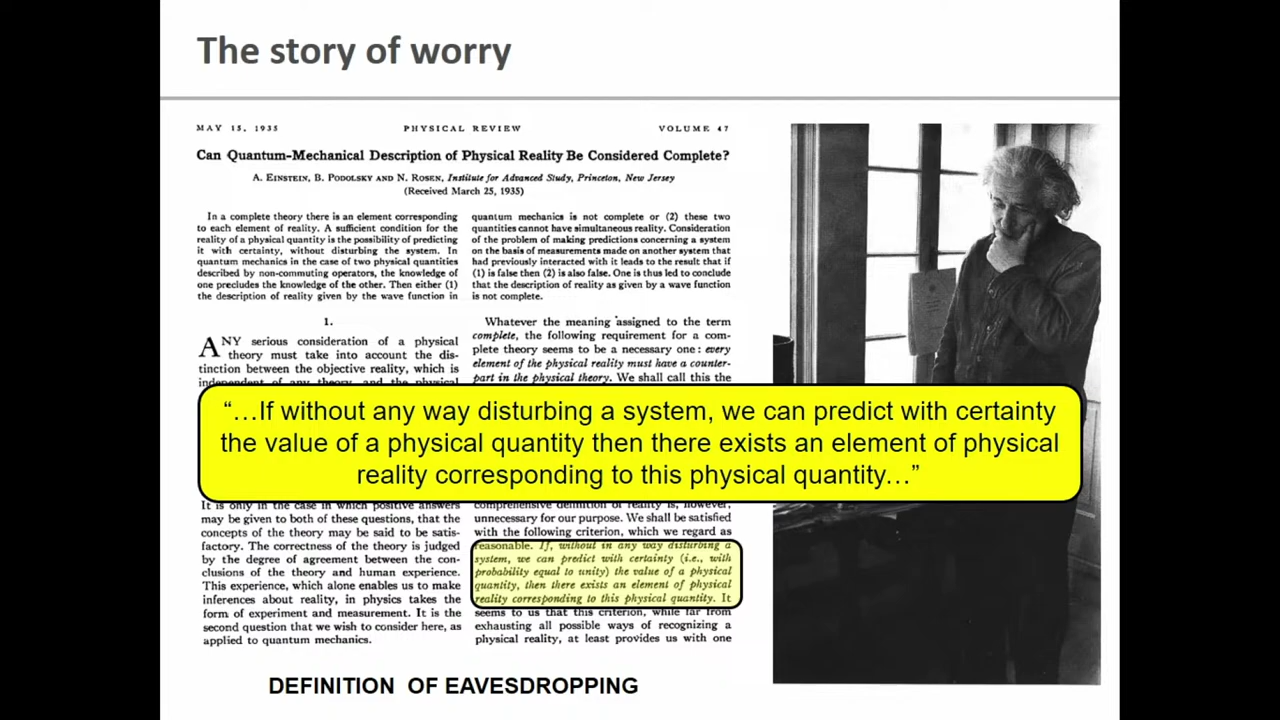 The story of worry
MAY 15, 1935 PHYSICAL REVIEW VOLUME 47
Can Quantum-Mechanical Description of Physical Reality Be Considered Complete?
A. EINSTEIN, B. PODOLSKY AND N. ROSEN, Institute for Advanced Study, Princeton, New Jersey
(Received March 25, 1935)
In a complete theory there is an element corresponding
to each element of reality. A sufficient condition for the
reality of a physical quantity is the possibility of predicting
it with certainty, without disturbing the system. In
quantum mechanics in the case of two physical quantities
described by non-commuting operators, the knowledge of
one precludes the knowledge of the other. Then either (1)
the description of reality given by the wave function in
quantum mechanics is not complete or (2) these two
quantities cannot have simultaneous reality. Consideration
of the problem of making predictions concerning a system
on the basis of measurements made on another system that
had previously interacted with it leads to the result that if
(1) is false then (2) is also false. One is thus led to conclude
that the description of reality as given by a wave function
is not complete.
1.
ANY serious consideration of a physical
theory must take into account the dis-
tinction between the objective reality, which is
independent of any theory, and the physical
Whatever the meaning assigned to the term
complete, the following requirement for a com-
plete theory seems to be a necessary one: every
element of the physical reality must have a counter-
part in the physical theory. We shall call this the
“…If without any way disturbing a system, we can predict with certainty
the value of a physical quantity then there exists an element of physical
reality corresponding to this physical quantity…”
It is only in the case in which positive answers
may be given to both of these questions, that the
concepts of the theory may be said to be satis-
factory. The correctness of the theory is judged
by the degree of agreement between the con-
clusions of the theory and human experience.
This experience, which alone enables us to make
inferences about reality, in physics takes the
form of experiment and measurement. It is the
second question that we wish to consider here, as
applied to quantum mechanics.
comprehensive definition of reality is, however,
unnecessary for our purpose. We shall be satisfied
with the following criterion, which we regard as
reasonable. If, without in any way disturbing a
system, we can predict with certainty (i.e., with
probability equal to unity) the value of a physical
quantity, then there exists an element of physical
reality corresponding to this physical quantity. It
seems to us that this criterion, while far from
exhausting all possible ways of recognizing a
physical reality, at least provides us with one
DEFINITION OF EAVESDROPPING